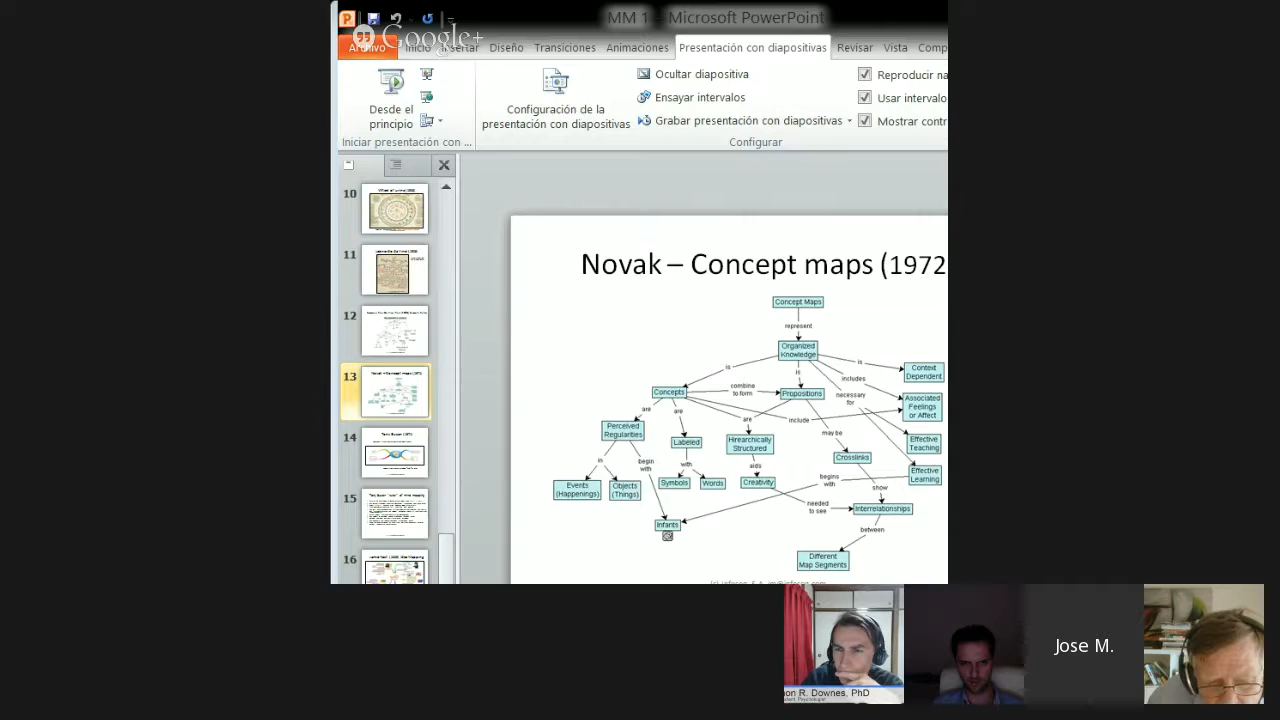 MM 1 - Microsoft PowerPoint
Google+
Archivo Inicio Insertar Diseño Transiciones Animaciones Presentación con diapositivas Revisar Vista Comp
Desde el
principio
Iniciar presentación con ...
Configuración de la
presentación con diapositivas
Ocultar diapositiva
Ensayar intervalos
Grabar presentación con diapositivas
Configurar
Reproducir na
Usar intervalo
Mostrar contr
10
11
12
13
14
15
16
Novak – Concept maps (1972
Concept Maps
represent
Organized
Knowledge
is
is
is
includes
necessary
for
Context
Dependent
Concepts
combine
to form
Propositions
Associated
Feelings
or Affect
are
are
are
include
may be
Perceived
Regularities
Labeled
Hierarchically
Structured
Effective
Teaching
Crosslinks
in
begin
with
with
aids
Effective
Learning
Events
(Happenings)
Objects
(Things)
Symbols
Words
Creativity
begins
with
show
needed
to see
Interrelationships
Infants
between
Different
Map Segments
Jose M.
non R. Downes, PhD